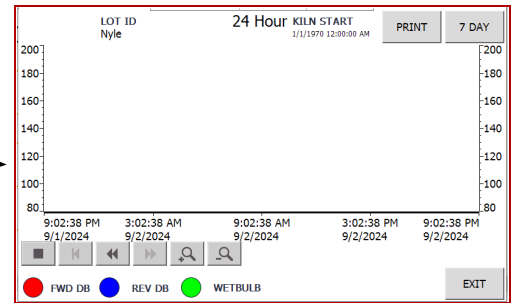 LOT ID
Nyle
24 Hour
KILN START
1/1/1970 12:00:00 AM
PRINT
7 DAY
200 200
180 180
160 160
140 140
120 120
100 100
80 80
9:02:38 PM 3:02:38 AM 9:02:38 AM 3:02:38 PM 9:02:38 PM
9/1/2024 9/2/2024 9/2/2024 9/2/2024 9/2/2024
FWD DB REV DB WETBULB
EXIT